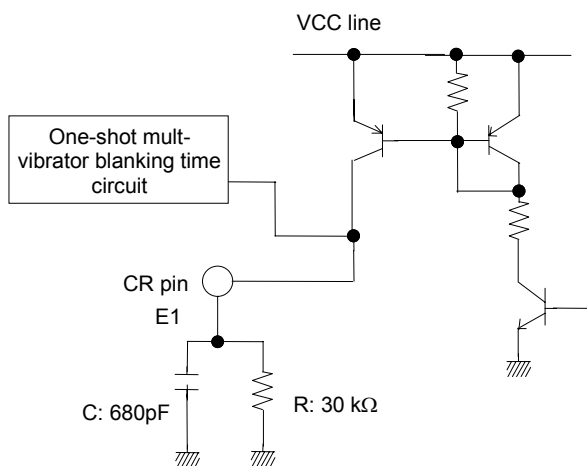 VCC line
One-shot mult-
vibrator blanking time
circuit
CR pin
E1
C: 680pF
R: 30 kΩ